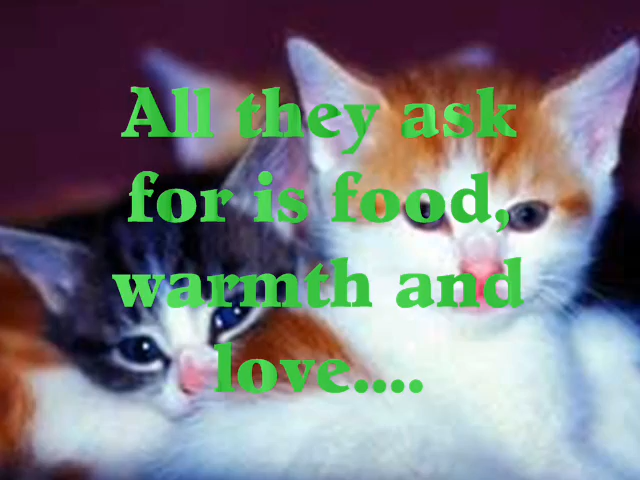 All they ask
for is food,
warmth and
love....